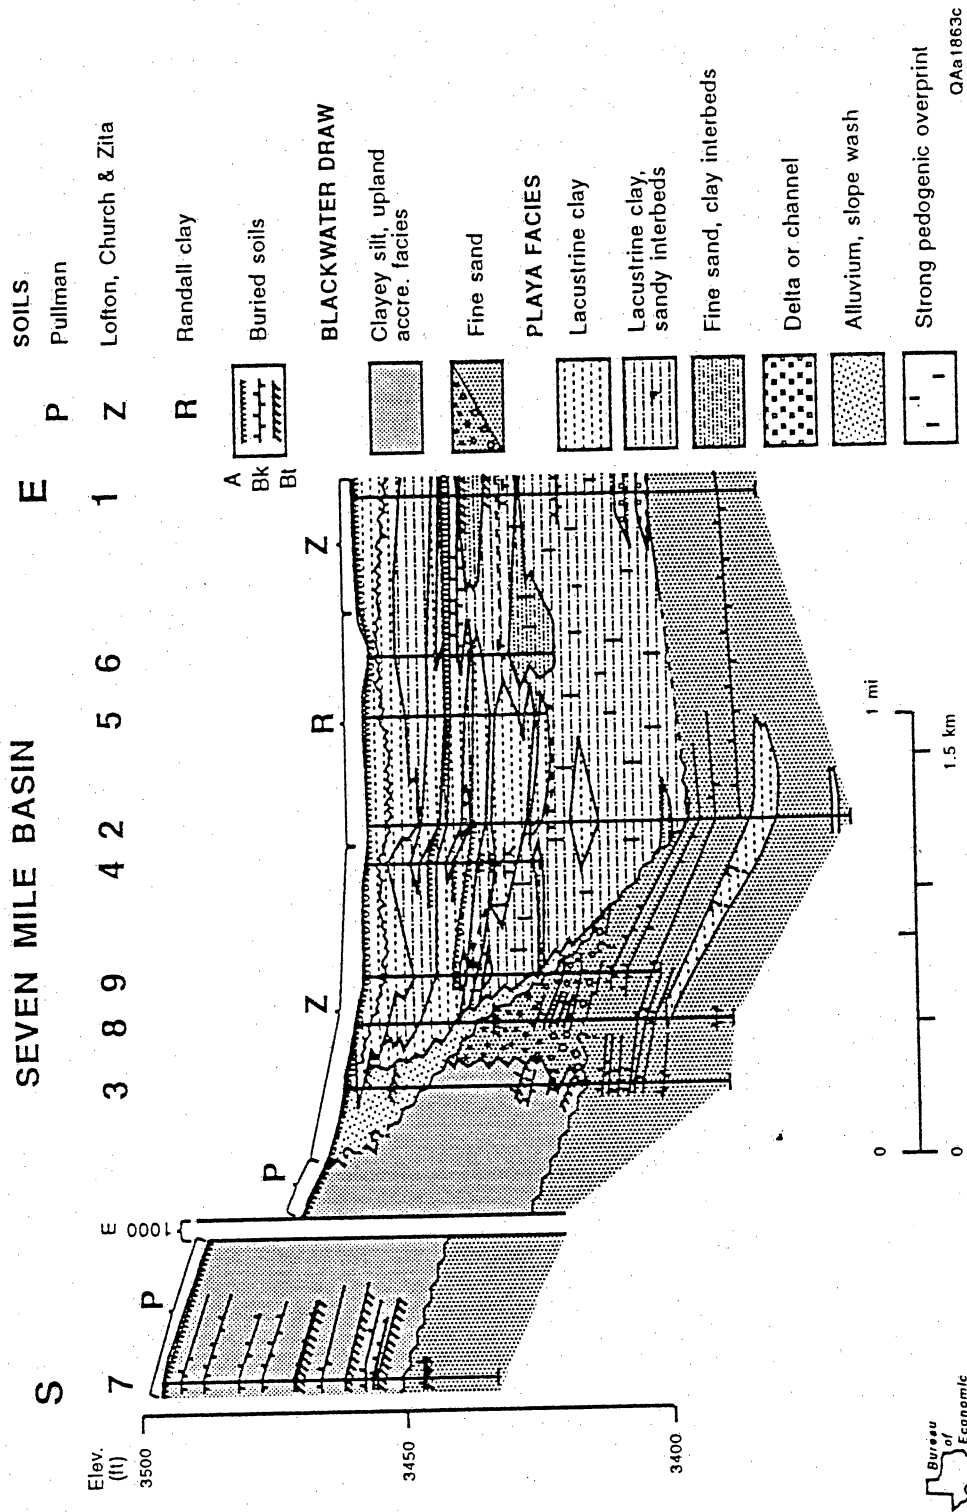 SEVEN MILE BASIN
S
E
7
3
8
9
4
2
5
6
1
P
P
Z
R
Z
1000 m
Elev.
(ft)
3500
3450
3400
0
1 mi
0
1.5 km
SOILS
P
Pullman
Z
Lofton, Church & Zita
R
Randall clay
A
Bk
Bt
Buried soils
BLACKWATER DRAW
Clayey silt, upland
accre. facies
Fine sand
PLAYA FACIES
Lacustrine clay
Lacustrine clay,
sandy interbeds
Fine sand, clay interbeds
Delta or channel
Alluvium, slope wash
Strong pedogenic overprint
QAa1863c
Bureau
of
Economic